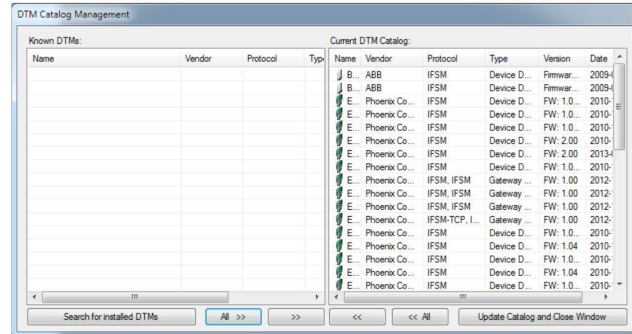 DTM Catalog Management
Known DTMs:
Name Vendor Protocol Typ
Current DTM Catalog:
Name Vendor Protocol Type Version Date
B... ABB IFSM Device D... Firmwar... 2009-
B... ABB IFSM Device D... Firmwar... 2009-
E... Phoenix Co... IFSM Device D... FW: 1.0... 2010-
E... Phoenix Co... IFSM Device D... FW: 1.0... 2010-
E... Phoenix Co... IFSM Device D... FW: 1.0... 2010-
E... Phoenix Co... IFSM Device D... FW: 2.00 2010-
E... Phoenix Co... IFSM Device D... FW: 2.00 2013-
E... Phoenix Co... IFSM Device D... FW: 1.0... 2010-
E... Phoenix Co... IFSM, IFSM Gateway ... FW: 1.00 2012-
E... Phoenix Co... IFSM, IFSM Gateway ... FW: 1.00 2012-
E... Phoenix Co... IFSM, IFSM Gateway ... FW: 1.00 2012-
E... Phoenix Co... IFSM-TCP, I... Gateway ... FW: 1.00 2012-
E... Phoenix Co... IFSM Device D... FW: 1.0... 2010-
E... Phoenix Co... IFSM Device D... FW: 1.04 2010-
E... Phoenix Co... IFSM Device D... FW: 1.0... 2010-
E... Phoenix Co... IFSM Device D... FW: 1.04 2010-
E... Phoenix Co... IFSM Device D... FW: 1.0... 2010-
Search for installed DTMs All >> >> << << All Update Catalog and Close Window